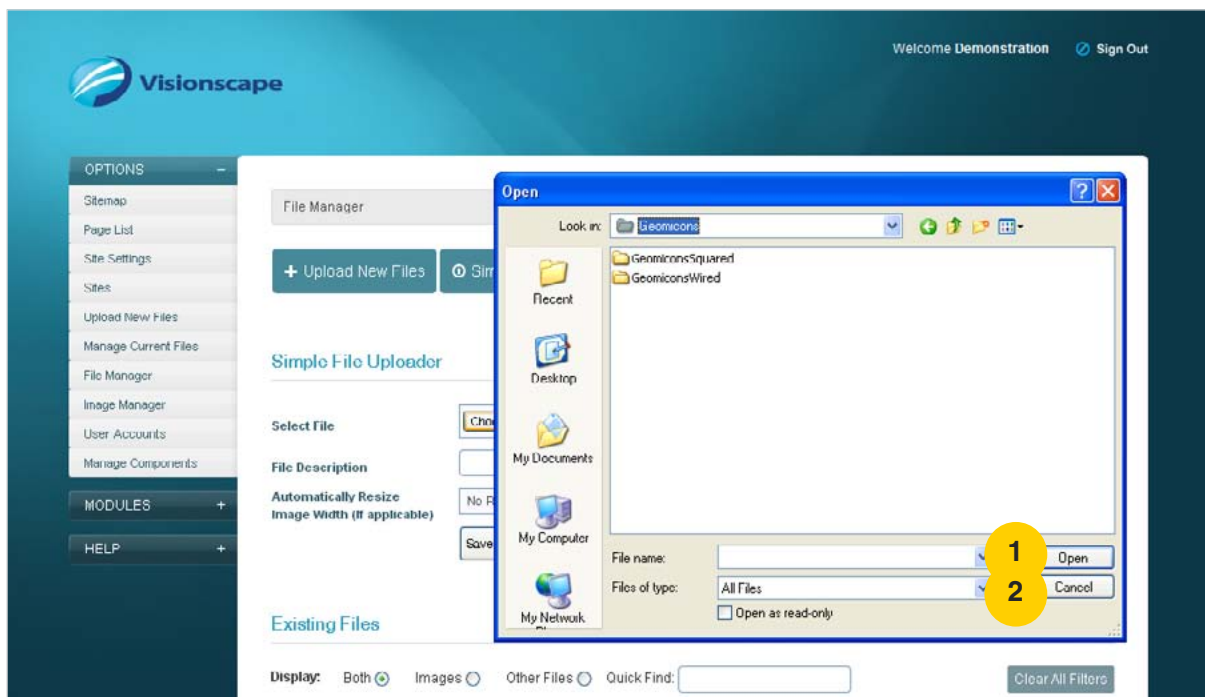 Welcome Demonstration
Sign Out
Visionscape
OPTIONS –
Sitemap
Page List
Site Settings
Sites
Upload New Files
Manage Current Files
File Manager
Image Manager
User Accounts
Manage Components
MODULES +
HELP +
File Manager
+ Upload New Files
Simple File Uploader
Select File
File Description
Automatically Resize
Image Width (If applicable)
No R
Save
Existing Files
Display: Both Images Other Files Quick Find:
Clear All Filters
Open
Look in: Geomicons
GeomiconsSquared
GeomiconsWired
Recent
Desktop
My Documents
My Computer
My Network
File name:
1 Open
Files of type: All Files
2 Cancel
Open as read-only